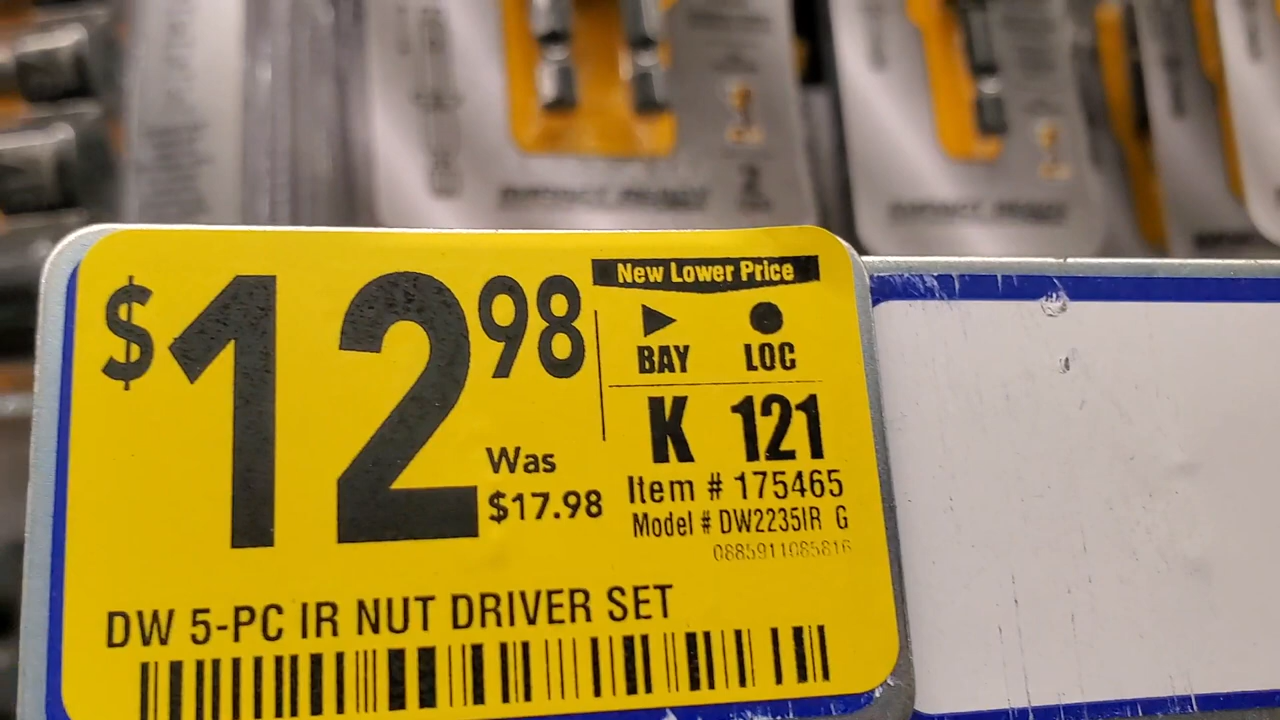 $12 98
New Lower Price
BAY LOC
K 121
Was
$17.98
Item # 175465
Model # DW2235IR G
0885911085816
DW 5-PC IR NUT DRIVER SET